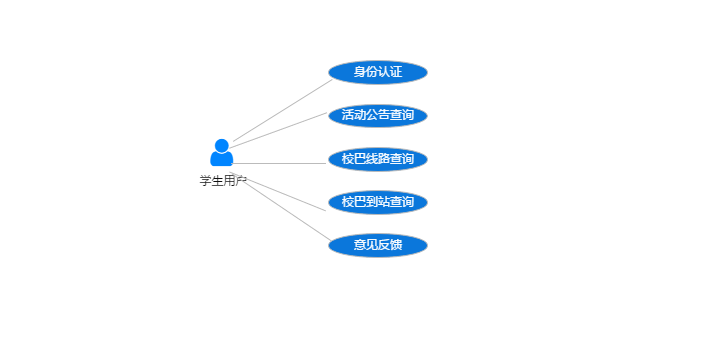 身份认证
活动公告查询
校巴线路查询
学生用户
校巴到站查询
意见反馈